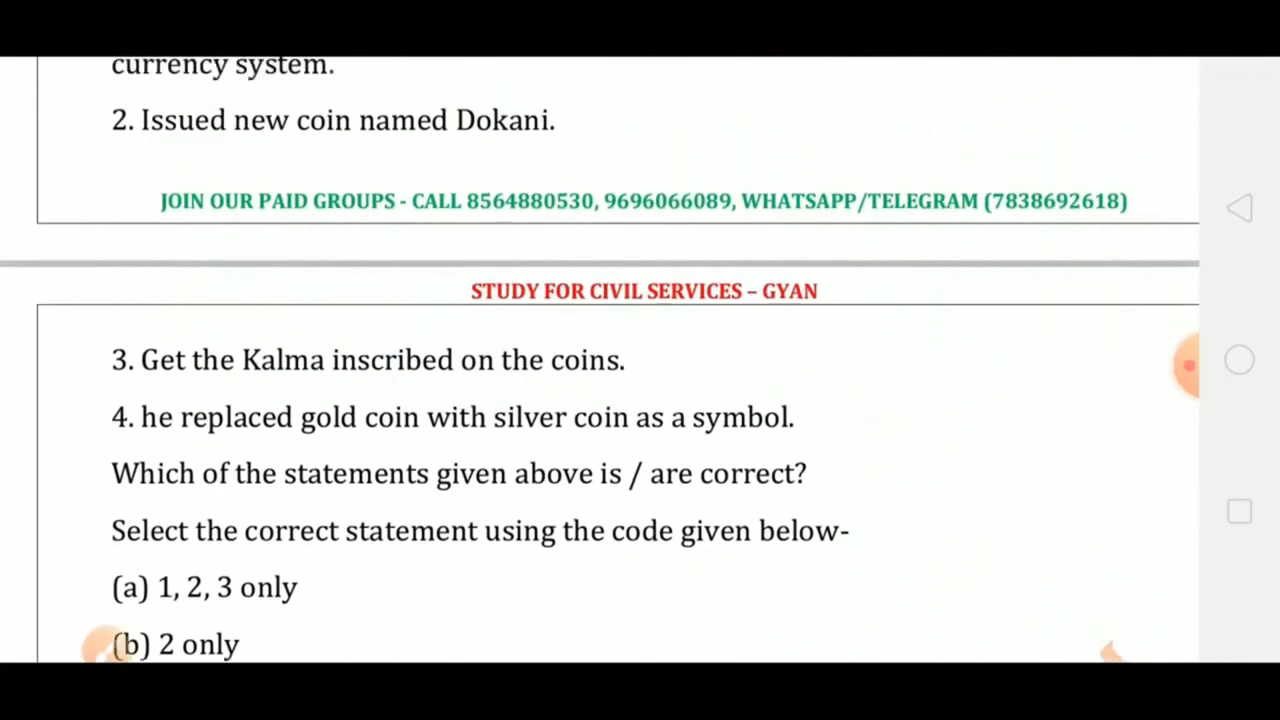 currency system.
2. Issued new coin named Dokani.
JOIN OUR PAID GROUPS - CALL 8564880530, 9696066089, WHATSAPP/TELEGRAM (7838692618)
STUDY FOR CIVIL SERVICES – GYAN
3. Get the Kalma inscribed on the coins.
4. he replaced gold coin with silver coin as a symbol.
Which of the statements given above is / are correct?
Select the correct statement using the code given below-
(a) 1, 2, 3 only
(b) 2 only